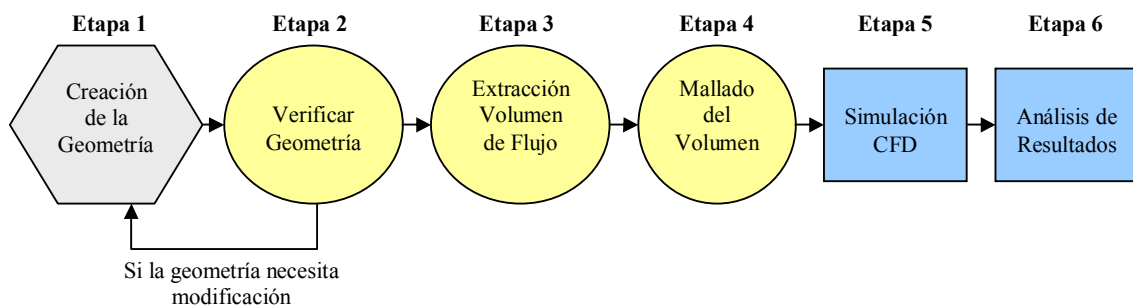 Etapa 1
Etapa 2
Etapa 3
Etapa 4
Etapa 5
Etapa 6
Creación
de la
Geometría
Verificar
Geometría
Extracción
Volumen
de Flujo
Mallado
del
Volumen
Simulación
CFD
Análisis de
Resultados
Si la geometría necesita
modificación